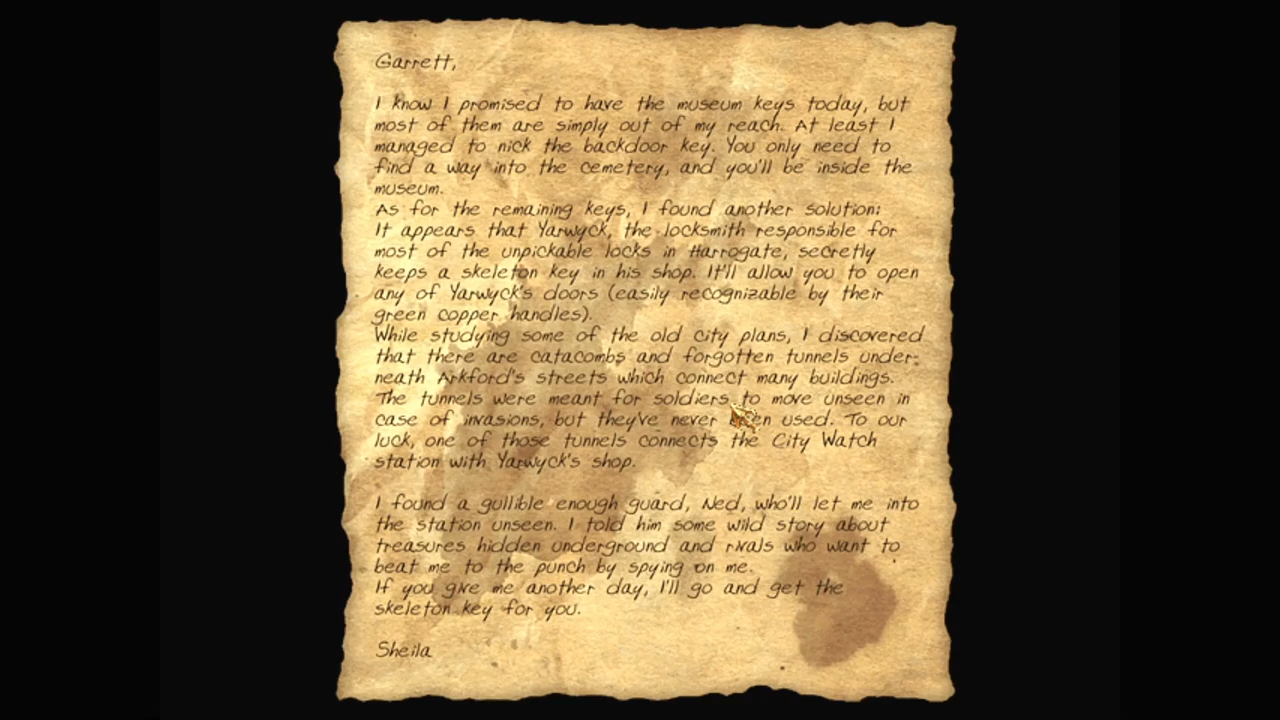 Garrett,
I know I promised to have the museum keys today, but
most of them are simply out of my reach. At least I
managed to nick the backdoor key. You only need to
find a way into the cemetery, and you'll be inside the
museum.
As for the remaining keys, I found another solution:
It appears that Yarwyck, the locksmith responsible for
most of the unpickable locks in Harrogate, secretly
keeps a skeleton key in his shop. It'll allow you to open
any of Yarwyck's doors (easily recognizable by their
green copper handles).
While studying some of the old city plans, I discovered
that there are catacombs and forgotten tunnels under-
neath Arkford's streets which connect many buildings.
The tunnels were meant for soldiers to move unseen in
case of invasions, but they've never been used. To our
luck, one of those tunnels connects the City Watch
station with Yarwyck's shop.
I found a gullible enough guard, Ned, who'll let me into
the station unseen. I told him some wild story about
treasures hidden underground and rivals who want to
beat me to the punch by spying on me.
If you give me another day, I'll go and get the
skeleton key for you.
Sheila